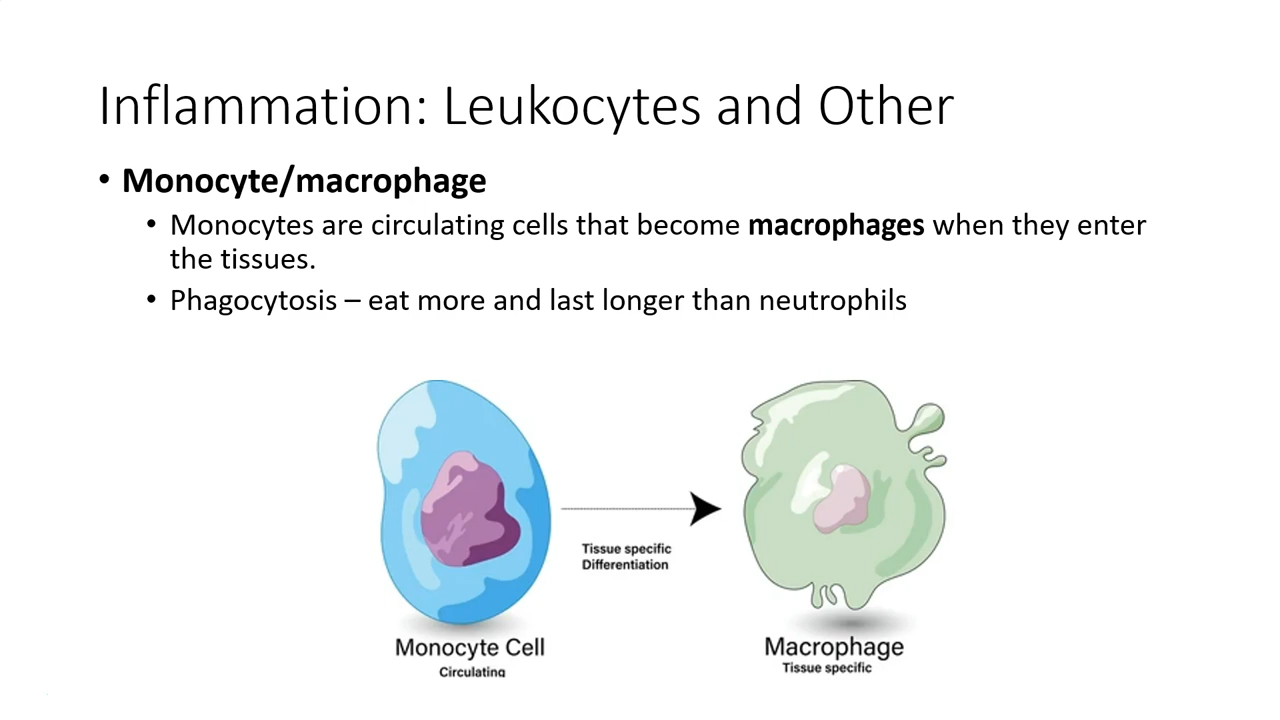 Inflammation: Leukocytes and Other
• Monocyte/macrophage
• Monocytes are circulating cells that become macrophages when they enter
the tissues.
• Phagocytosis – eat more and last longer than neutrophils
Tissue specific
Differentiation
Monocyte Cell
Circulating
Macrophage
Tissue specific